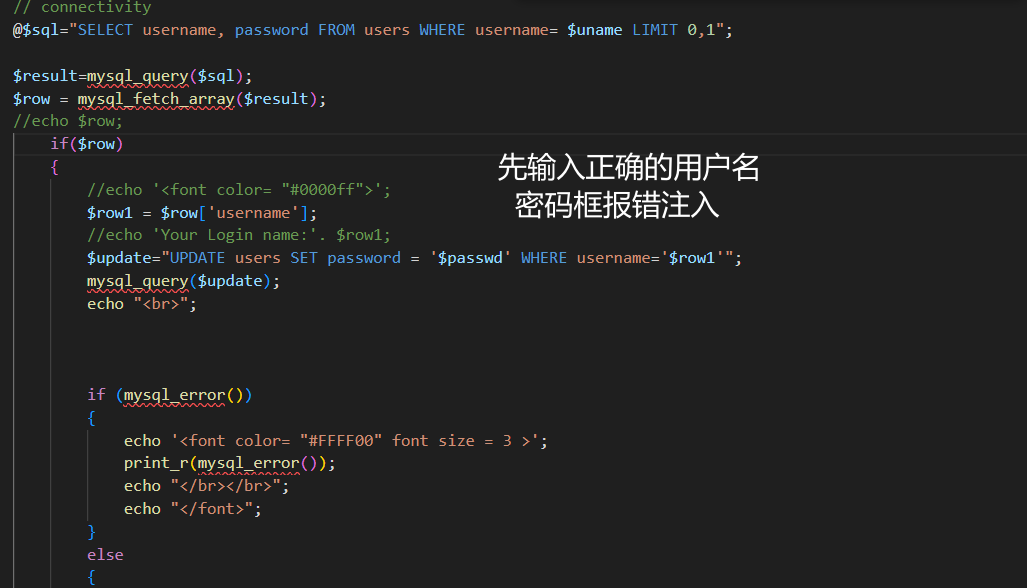 // connectivity
@$sql="SELECT username, password FROM users WHERE username= $uname LIMIT 0,1";
$result=mysql_query($sql);
$row = mysql_fetch_array($result);
//echo $row;
if($row)
{
先输入正确的用户名
密码框报错注入
//echo '<font color= "#0000ff">';
$row1 = $row['username'];
//echo 'Your Login name:'. $row1;
$update="UPDATE users SET password = '$passwd' WHERE username='$row1'";
mysql_query($update);
echo "<br>";
if (mysql_error())
{
echo '<font color= "#FFFF00" font size = 3 >';
print_r(mysql_error());
echo "</br></br>";
echo "</font>";
}
else
{